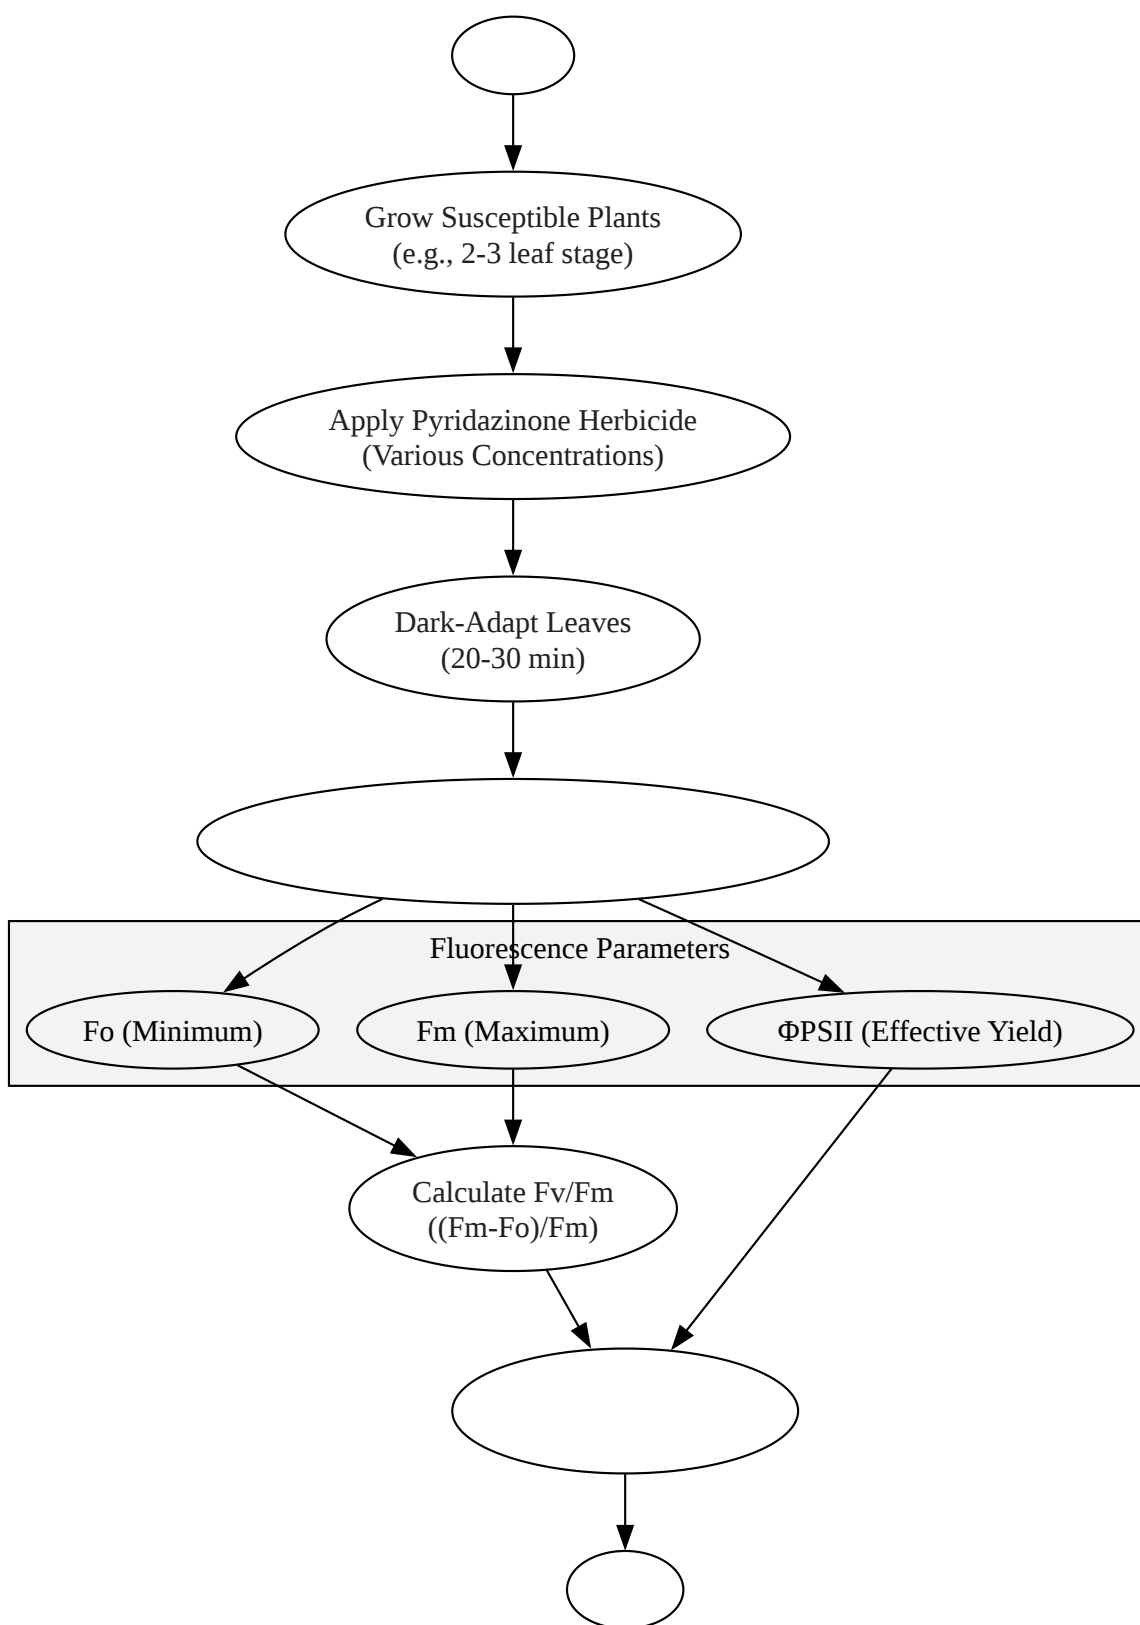 Grow Susceptible Plants
(e.g., 2-3 leaf stage)
Apply Pyridazinone Herbicide
(Various Concentrations)
Dark-Adapt Leaves
(20-30 min)
Fluorescence Parameters
Fo (Minimum)
Fm (Maximum)
ΦPSII (Effective Yield)
Calculate Fv/Fm
((Fm-Fo)/Fm)